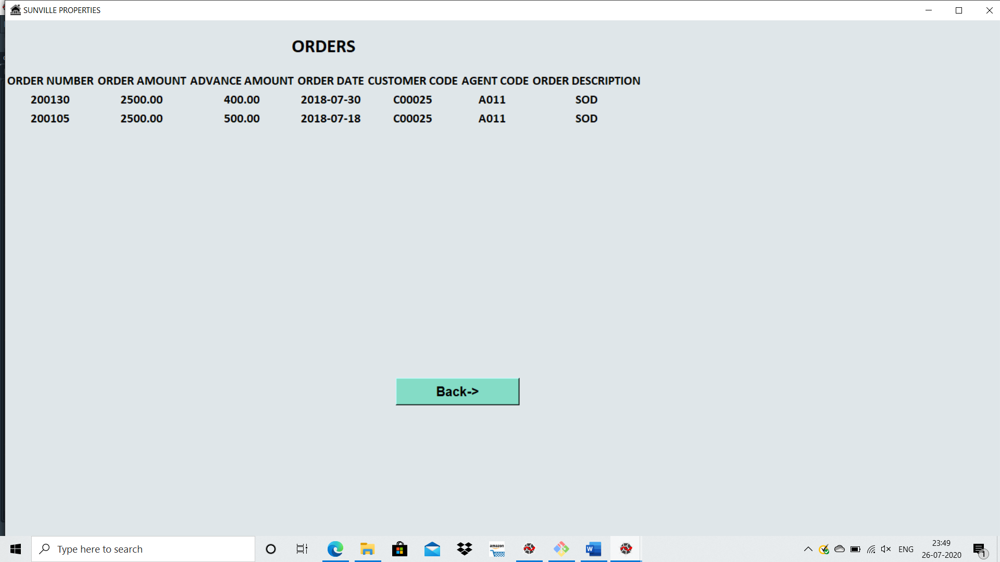 SUNVILLE PROPERTIES
ORDERS
ORDER NUMBER ORDER AMOUNT ADVANCE AMOUNT ORDER DATE CUSTOMER CODE AGENT CODE ORDER DESCRIPTION
200130 2500.00 400.00 2018-07-30 C00025 A011 SOD
200105 2500.00 500.00 2018-07-18 C00025 A011 SOD
Back->
Type here to search
amazon
W
ENG
23:49
26-07-2020
1